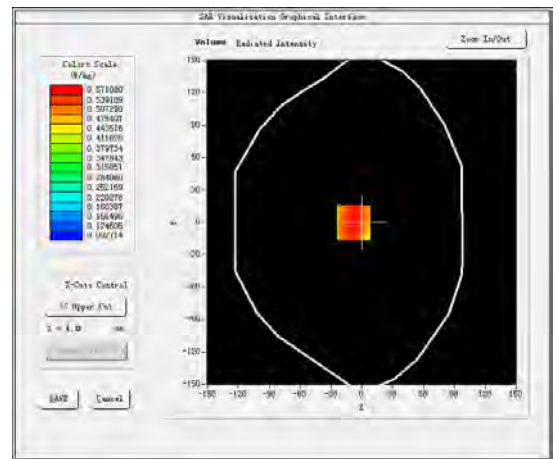 SAR Visualisation Graphical Interface
Volume Radiated Intensity
Zoom In/Out
Colors Scale
(W/kg)
0.571080
0.539189
0.507298
0.475407
0.443516
0.411625
0.379734
0.347843
0.315951
0.284060
0.252169
0.220278
0.188387
0.156496
0.124605
0.092714
Z-Cuts Control
Upper Cut
Z = 4.0 mm
SAVE
Cancel
150
120
90
60
30
0
-30
-60
-90
-120
-150
Y
-150 -120 -90 -60 -30 0 30 60 90 120 150
X